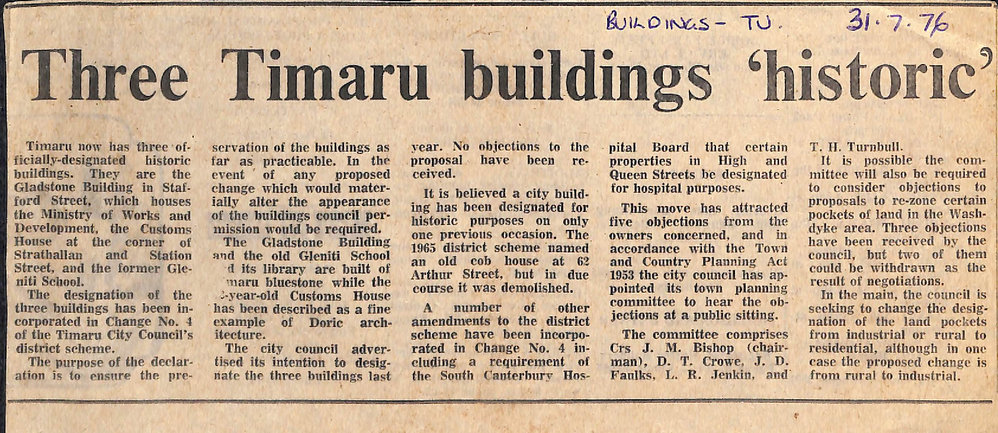 BUILDINGS - TU. 31.7.76
Three Timaru buildings ‘historic’
Timaru now has three of-
ficially-designated historic
buildings. They are the
Gladstone Building in Staf-
ford Street, which houses
the Ministry of Works and
Development, the Customs
House at the corner of
Strathallan and Station
Street, and the former Gle-
niti School.
The designation of the
three buildings has been in-
corporated in Change No. 4
of the Timaru City Council's
district scheme.
The purpose of the declar-
ation is to ensure the pre-
servation of the buildings as
far as practicable. In the
event of any proposed
change which would mater-
ially alter the appearance
of the buildings council per-
mission would be required.
The Gladstone Building
and the old Gleniti School
d its library are built of
maru bluestone while the
-year-old Customs House
has been described as a fine
example of Doric arch-
itecture.
The city council adver-
tised its intention to desig-
nate the three buildings last
year. No objections to the
proposal have been re-
ceived.
It is believed a city build-
ing has been designated for
historic purposes on only
one previous occasion. The
1965 district scheme named
an old cob house at 62
Arthur Street, but in due
course it was demolished.
A number of other
amendments to the district
scheme have been incorpo-
rated in Change No. 4 in-
cluding a requirement of
the South Canterbury Hos-
pital Board that certain
properties in High and
Queen Streets be designated
for hospital purposes.
This move has attracted
five objections from the
owners concerned, and in
accordance with the Town
and Country Planning Act
1953 the city council has ap-
pointed its town planning
committee to hear the ob-
jections at a public sitting.
The committee comprises
Crs J. M. Bishop (chair-
man), D. T. Crowe, J. D.
Faulks, L. R. Jenkin, and
T. H. Turnbull.
It is possible the com-
mittee will also be required
to consider objections to
proposals to re-zone certain
pockets of land in the Wash-
dyke area. Three objections
have been received by the
council, but two of them
could be withdrawn as the
result of negotiations.
In the main, the council is
seeking to change the desig-
nation of the land pockets
from industrial or rural to
residential, although in one
case the proposed change is
from rural to industrial.